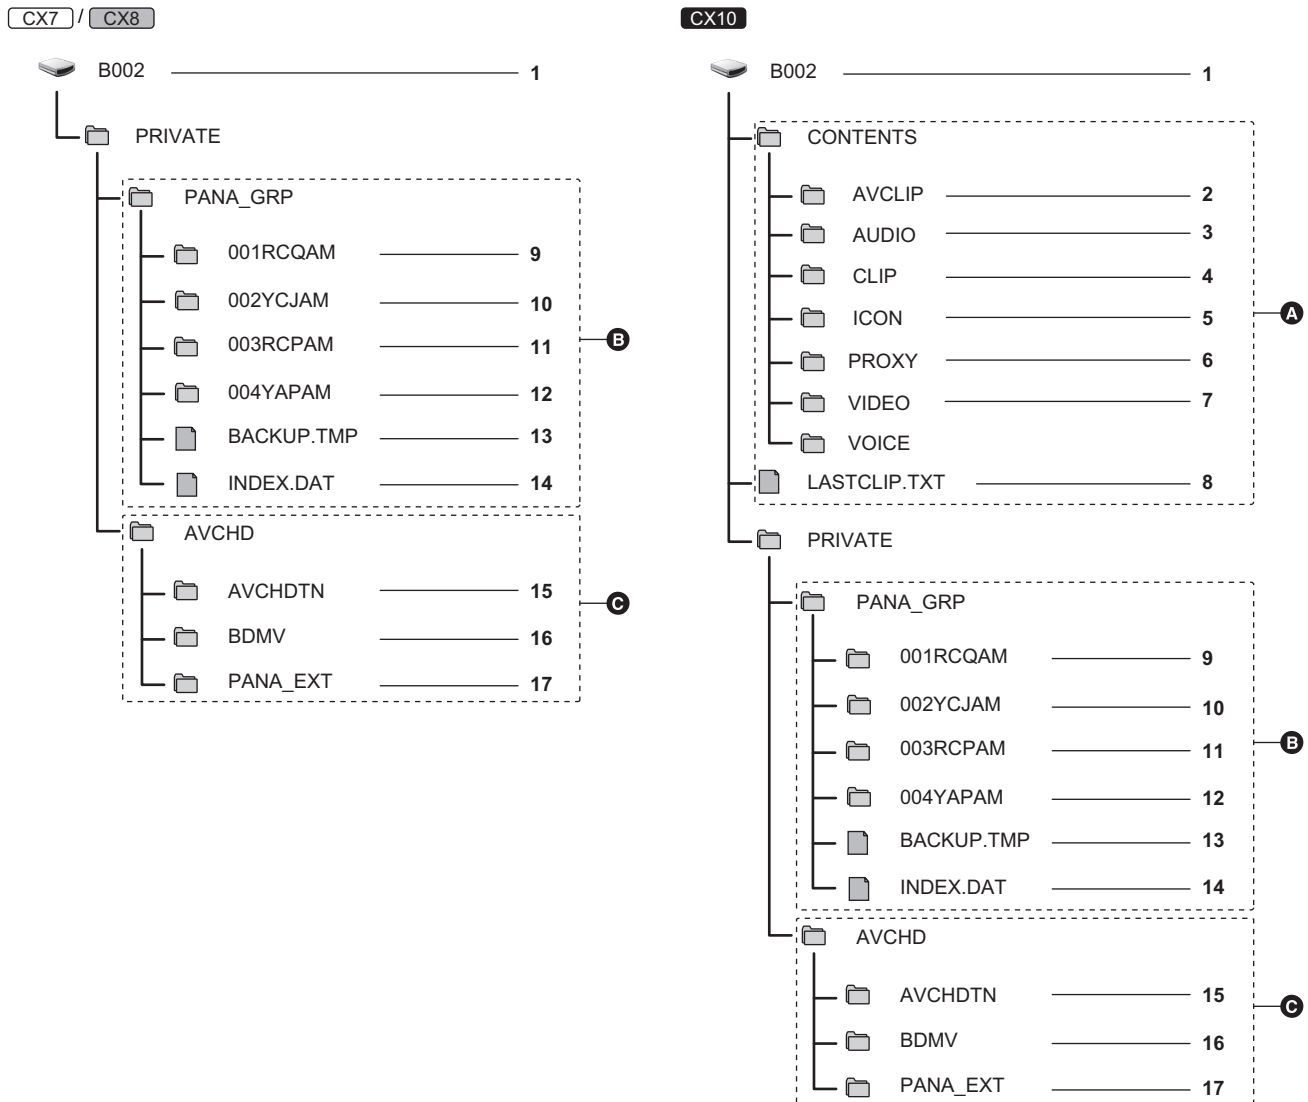 CX7 / CX8
B002 1
PRIVATE
PANA_GRP
001RCQAM 9
002YCJAM 10
003RCPAM 11
004YAPAM 12
BACKUP.TMP 13
INDEX.DAT 14
B
AVCHD
AVCHDTN 15
BDMV 16
PANA_EXT 17
C
CX10
B002 1
CONTENTS
AVCLIP 2
AUDIO 3
CLIP 4
ICON 5
PROXY 6
VIDEO 7
VOICE
LASTCLIP.TXT 8
A
PRIVATE
PANA_GRP
001RCQAM 9
002YCJAM 10
003RCPAM 11
004YAPAM 12
BACKUP.TMP 13
INDEX.DAT 14
B
AVCHD
AVCHDTN 15
BDMV 16
PANA_EXT 17
C